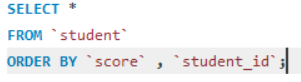 SELECT *
FROM `student`
ORDER BY `score` , `student_id`;